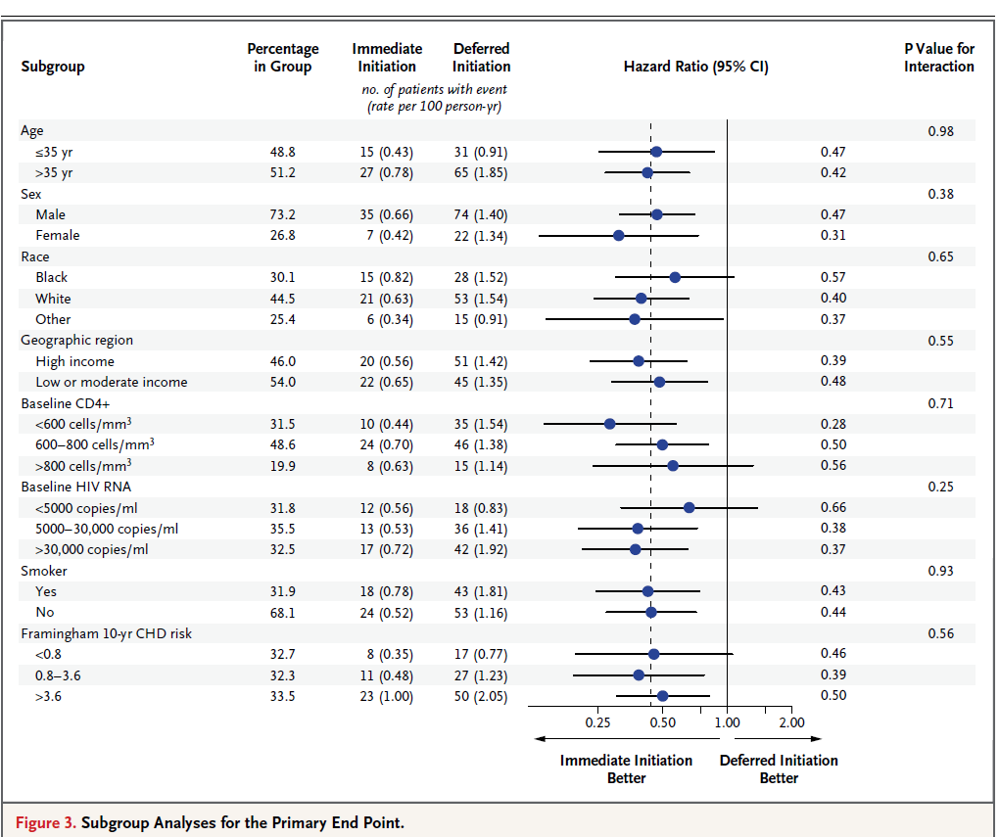 Subgroup Percentage in Group Immediate Initiation Deferred Initiation Hazard Ratio (95% CI) P Value for Interaction
no. of patients with event
(rate per 100 person-yr)
Age 0.98
≤35 yr 48.8 15 (0.43) 31 (0.91) 0.47
>35 yr 51.2 27 (0.78) 65 (1.85) 0.42
Sex 0.38
Male 73.2 35 (0.66) 74 (1.40) 0.47
Female 26.8 7 (0.42) 22 (1.34) 0.31
Race 0.65
Black 30.1 15 (0.82) 28 (1.52) 0.57
White 44.5 21 (0.63) 53 (1.54) 0.40
Other 25.4 6 (0.34) 15 (0.91) 0.37
Geographic region 0.55
High income 46.0 20 (0.56) 51 (1.42) 0.39
Low or moderate income 54.0 22 (0.65) 45 (1.35) 0.48
Baseline CD4+ 0.71
<600 cells/mm³ 31.5 10 (0.44) 35 (1.54) 0.28
600–800 cells/mm³ 48.6 24 (0.70) 46 (1.38) 0.50
>800 cells/mm³ 19.9 8 (0.63) 15 (1.14) 0.56
Baseline HIV RNA 0.25
<5000 copies/ml 31.8 12 (0.56) 18 (0.83) 0.66
5000–30,000 copies/ml 35.5 13 (0.53) 36 (1.41) 0.38
>30,000 copies/ml 32.5 17 (0.72) 42 (1.92) 0.37
Smoker 0.93
Yes 31.9 18 (0.78) 43 (1.81) 0.43
No 68.1 24 (0.52) 53 (1.16) 0.44
Framingham 10-yr CHD risk 0.56
<0.8 32.7 8 (0.35) 17 (0.77) 0.46
0.8–3.6 32.3 11 (0.48) 27 (1.23) 0.39
>3.6 33.5 23 (1.00) 50 (2.05) 0.50
0.25 0.50 1.00 2.00
Immediate Initiation Better Deferred Initiation Better
Figure 3. Subgroup Analyses for the Primary End Point.